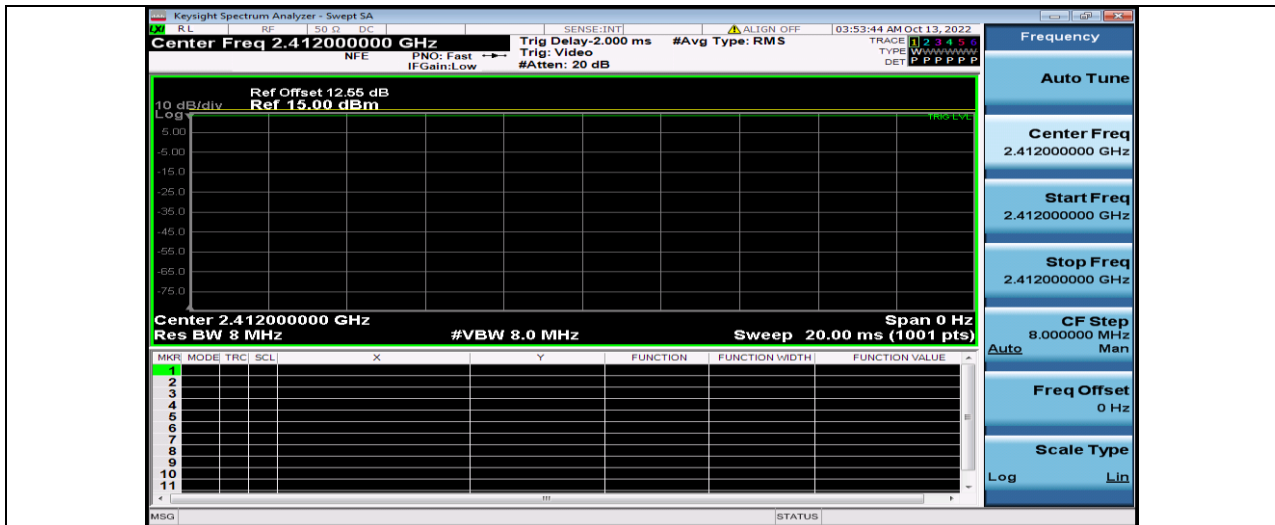 Keysight Spectrum Analyzer - Swept SA
LXI RL RF 50 Ω DC SENSE:INT ALIGN OFF 03:53:44 AM Oct 13, 2022
Center Freq 2.412000000 GHz
NFE PNO: Fast IFGain:Low
Trig Delay-2.000 ms #Avg Type: RMS
Trig: Video
#Atten: 20 dB
TRACE 1 2 3 4 5 6
TYPE WWWWWW
DET P P P P P P
Ref Offset 12.55 dB
10 dB/div Ref 15.00 dBm
Log
TRIG LVL
5.00
-5.00
-15.0
-25.0
-35.0
-45.0
-55.0
-65.0
-75.0
Center 2.412000000 GHz Span 0 Hz
Res BW 8 MHz #VBW 8.0 MHz Sweep 20.00 ms (1001 pts)
MKR MODE TRC SCL X Y FUNCTION FUNCTION WIDTH FUNCTION VALUE
1
2
3
4
5
6
7
8
9
10
11
MSG STATUS
Frequency
Auto Tune
Center Freq
2.412000000 GHz
Start Freq
2.412000000 GHz
Stop Freq
2.412000000 GHz
CF Step
8.000000 MHz
Auto Man
Freq Offset
0 Hz
Scale Type
Log Lin